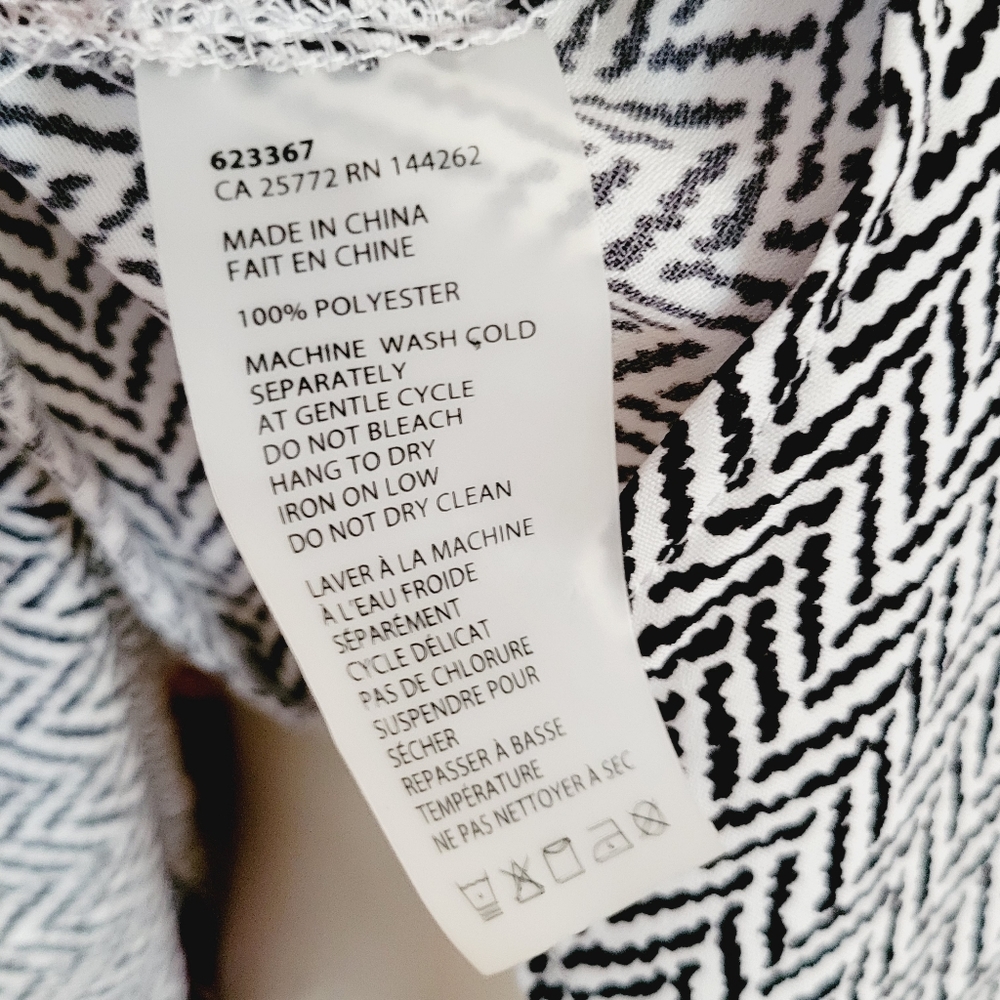 623367
CA 25772 RN 144262
MADE IN CHINA
FAIT EN CHINE
100% POLYESTER
MACHINE WASH COLD
SEPARATELY
AT GENTLE CYCLE
DO NOT BLEACH
HANG TO DRY
IRON ON LOW
DO NOT DRY CLEAN
LAVER À LA MACHINE
À L'EAU FROIDE
SÉPARÉMENT
CYCLE DÉLICAT
PAS DE CHLORURE
SUSPENDRE POUR
SÉCHER
REPASSER À BASSE
TEMPÉRATURE
NE PAS NETTOYER À SEC